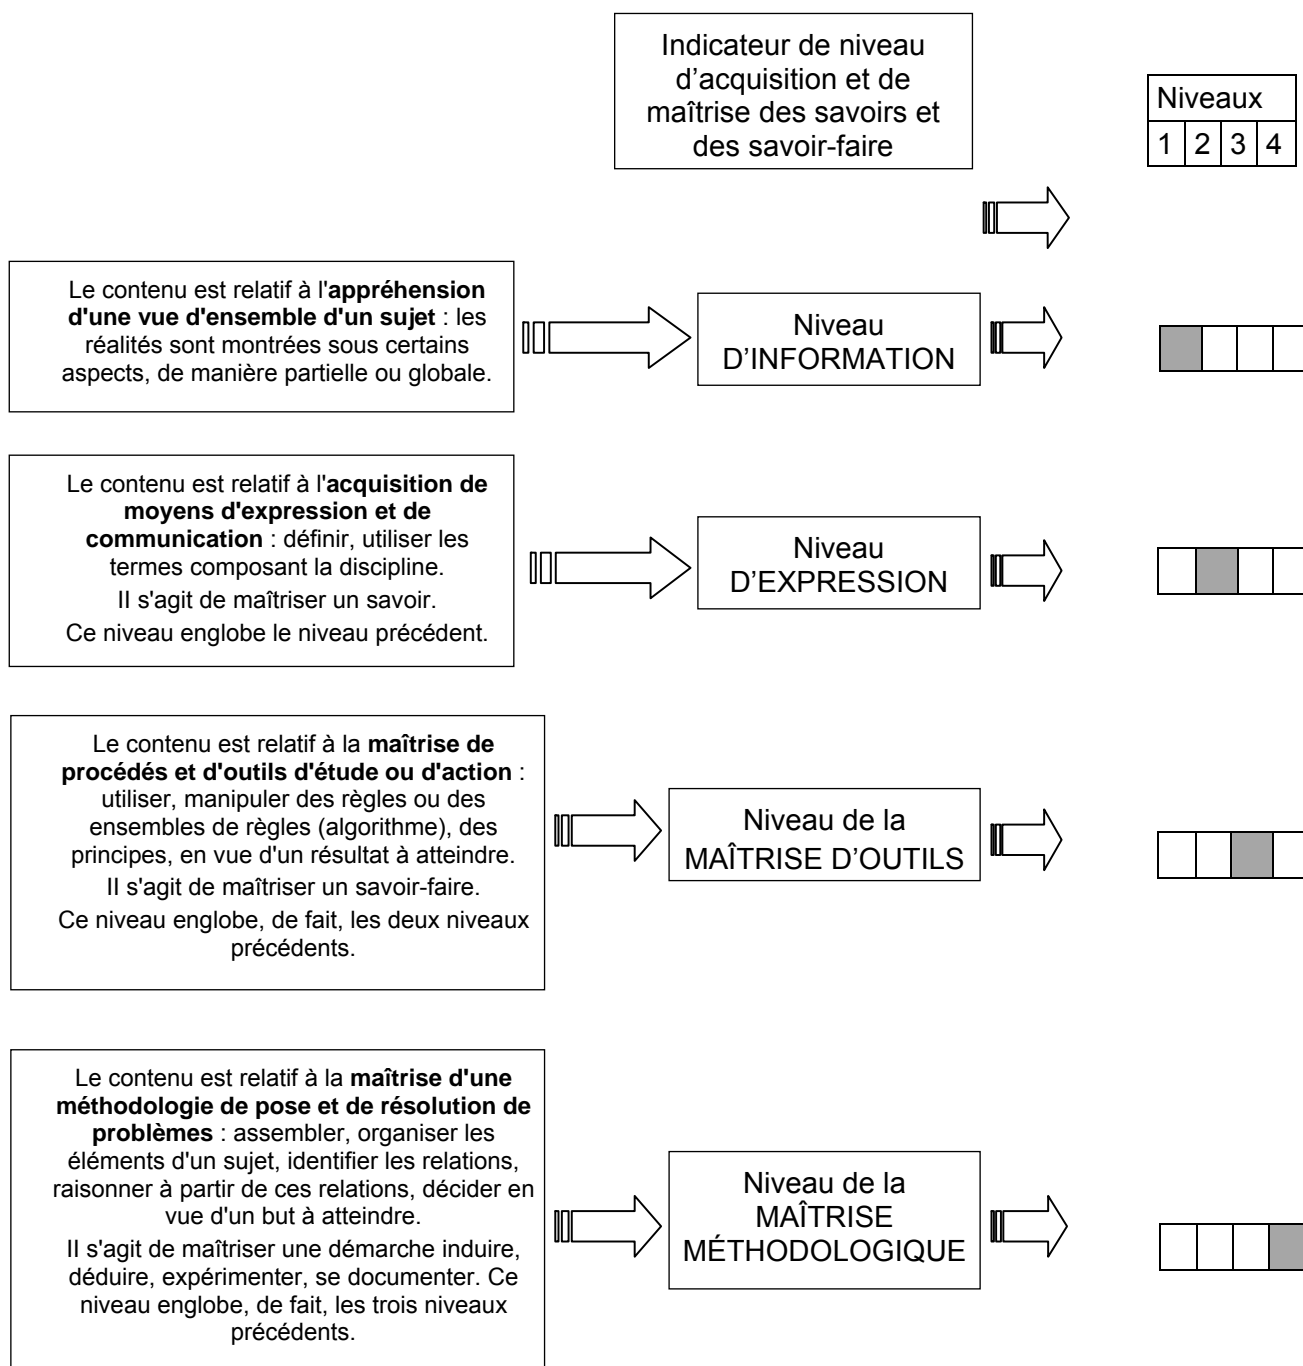 Indicateur de niveau
d’acquisition et de
maîtrise des savoirs et
des savoir-faire
Niveaux
1 2 3 4
Le contenu est relatif à l'appréhension
d'une vue d'ensemble d'un sujet : les
réalités sont montrées sous certains
aspects, de manière partielle ou globale.
Niveau
D’INFORMATION
Le contenu est relatif à l'acquisition de
moyens d'expression et de
communication : définir, utiliser les
termes composant la discipline.
II s'agit de maîtriser un savoir.
Ce niveau englobe le niveau précédent.
Niveau
D’EXPRESSION
Le contenu est relatif à la maîtrise de
procédés et d'outils d'étude ou d'action :
utiliser, manipuler des règles ou des
ensembles de règles (algorithme), des
principes, en vue d'un résultat à atteindre.
II s'agit de maîtriser un savoir-faire.
Ce niveau englobe, de fait, les deux niveaux
précédents.
Niveau de la
MAÎTRISE D’OUTILS
Le contenu est relatif à la maîtrise d'une
méthodologie de pose et de résolution de
problèmes : assembler, organiser les
éléments d'un sujet, identifier les relations,
raisonner à partir de ces relations, décider en
vue d'un but à atteindre.
II s'agit de maîtriser une démarche induire,
déduire, expérimenter, se documenter. Ce
niveau englobe, de fait, les trois niveaux
précédents.
Niveau de la
MAÎTRISE
MÉTHODOLOGIQUE